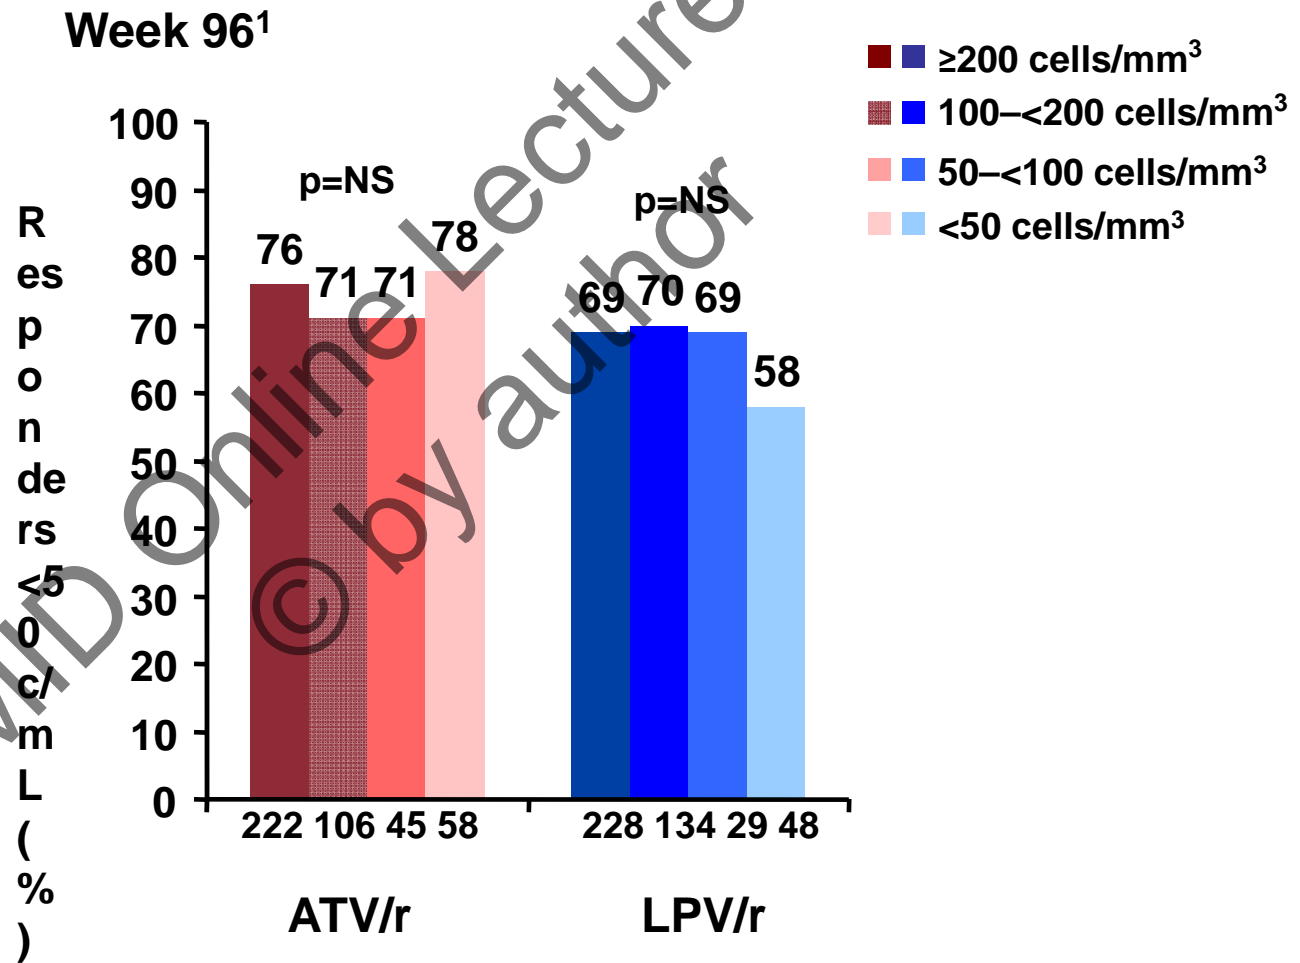 Week 96¹
≥200 cells/mm³
100–<200 cells/mm³
50–<100 cells/mm³
<50 cells/mm³
R
es
p
o
n
de
rs
<5
0
c/
m
L
(
%
)
100
90
80
70
60
50
40
30
20
10
0
p=NS
76
71
71
78
p=NS
69
70
69
58
222 106 45 58
228 134 29 48
ATV/r
LPV/r
Online Lecture
© by author